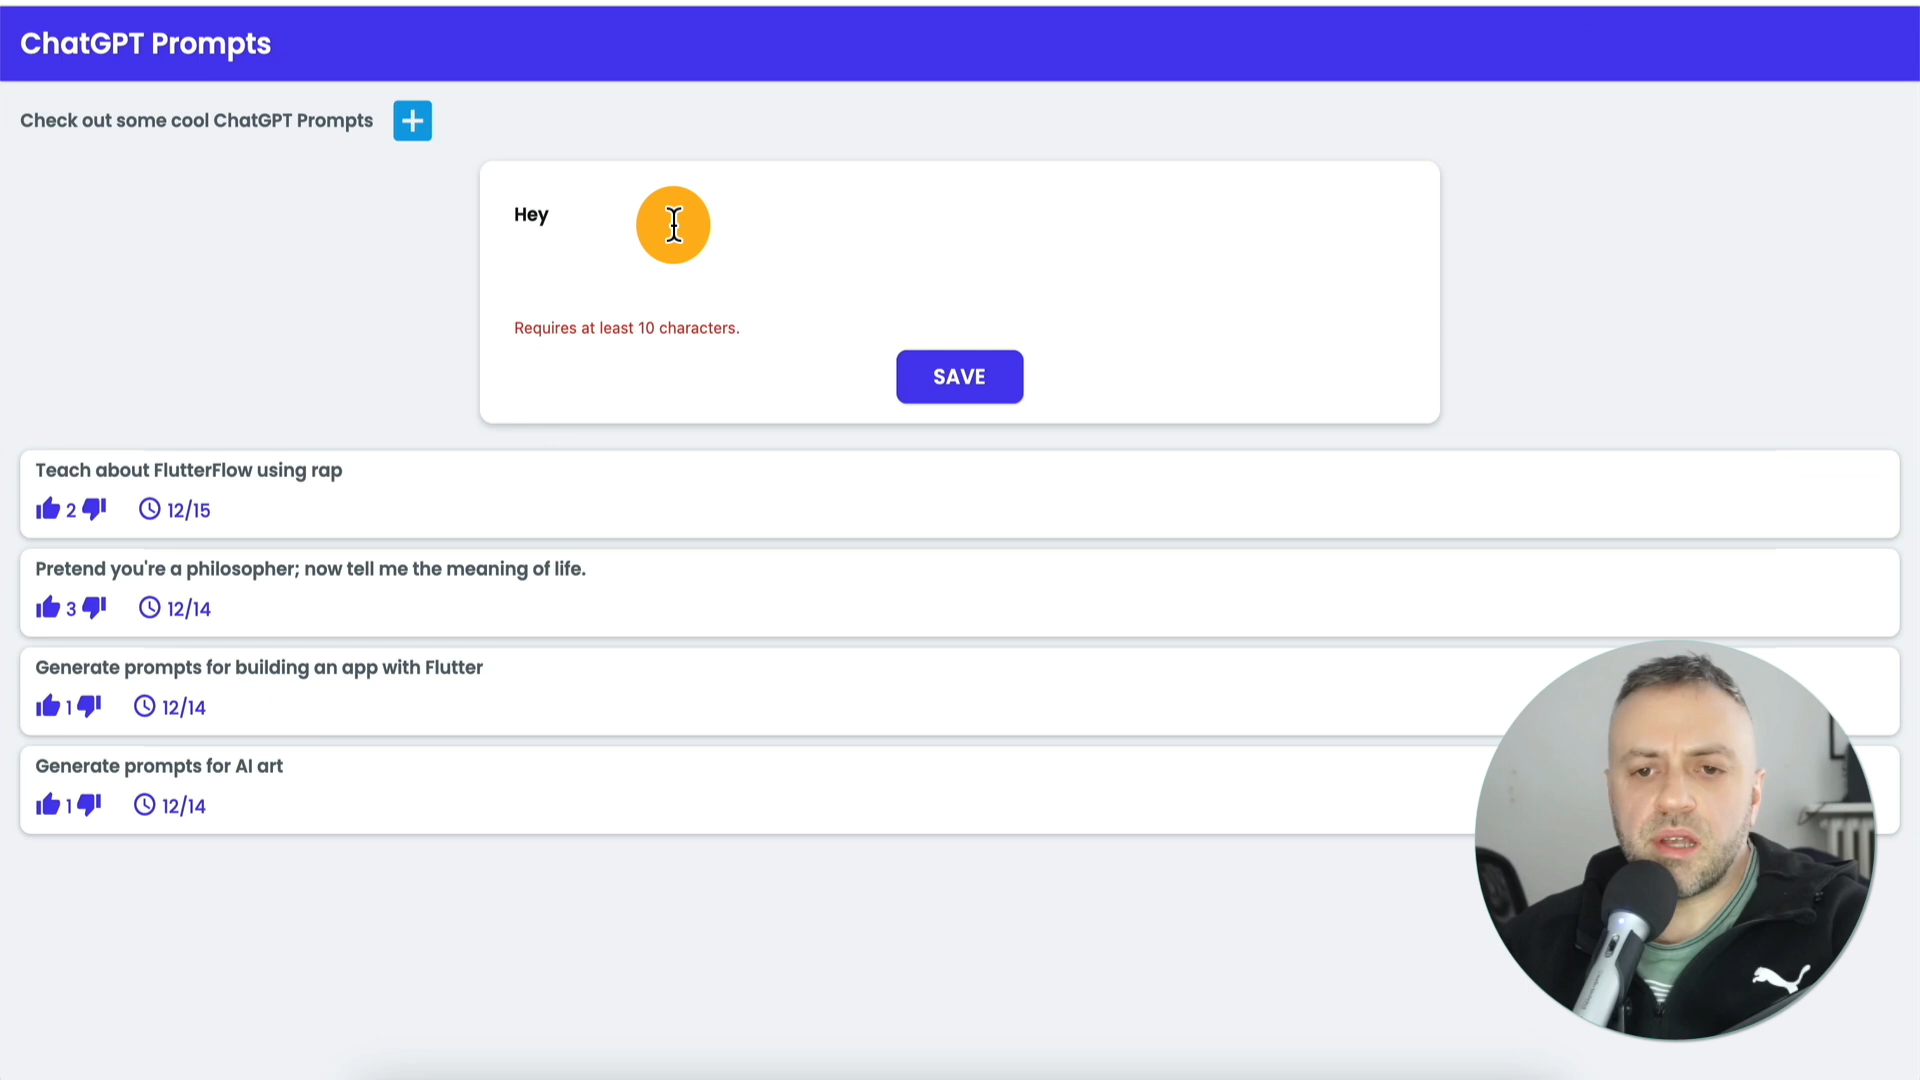 ChatGPT Prompts
Check out some cool ChatGPT Prompts
Hey
Requires at least 10 characters.
SAVE
Teach about FlutterFlow using rap
2 12/15
Pretend you're a philosopher; now tell me the meaning of life.
3 12/14
Generate prompts for building an app with Flutter
1 12/14
Generate prompts for AI art
1 12/14